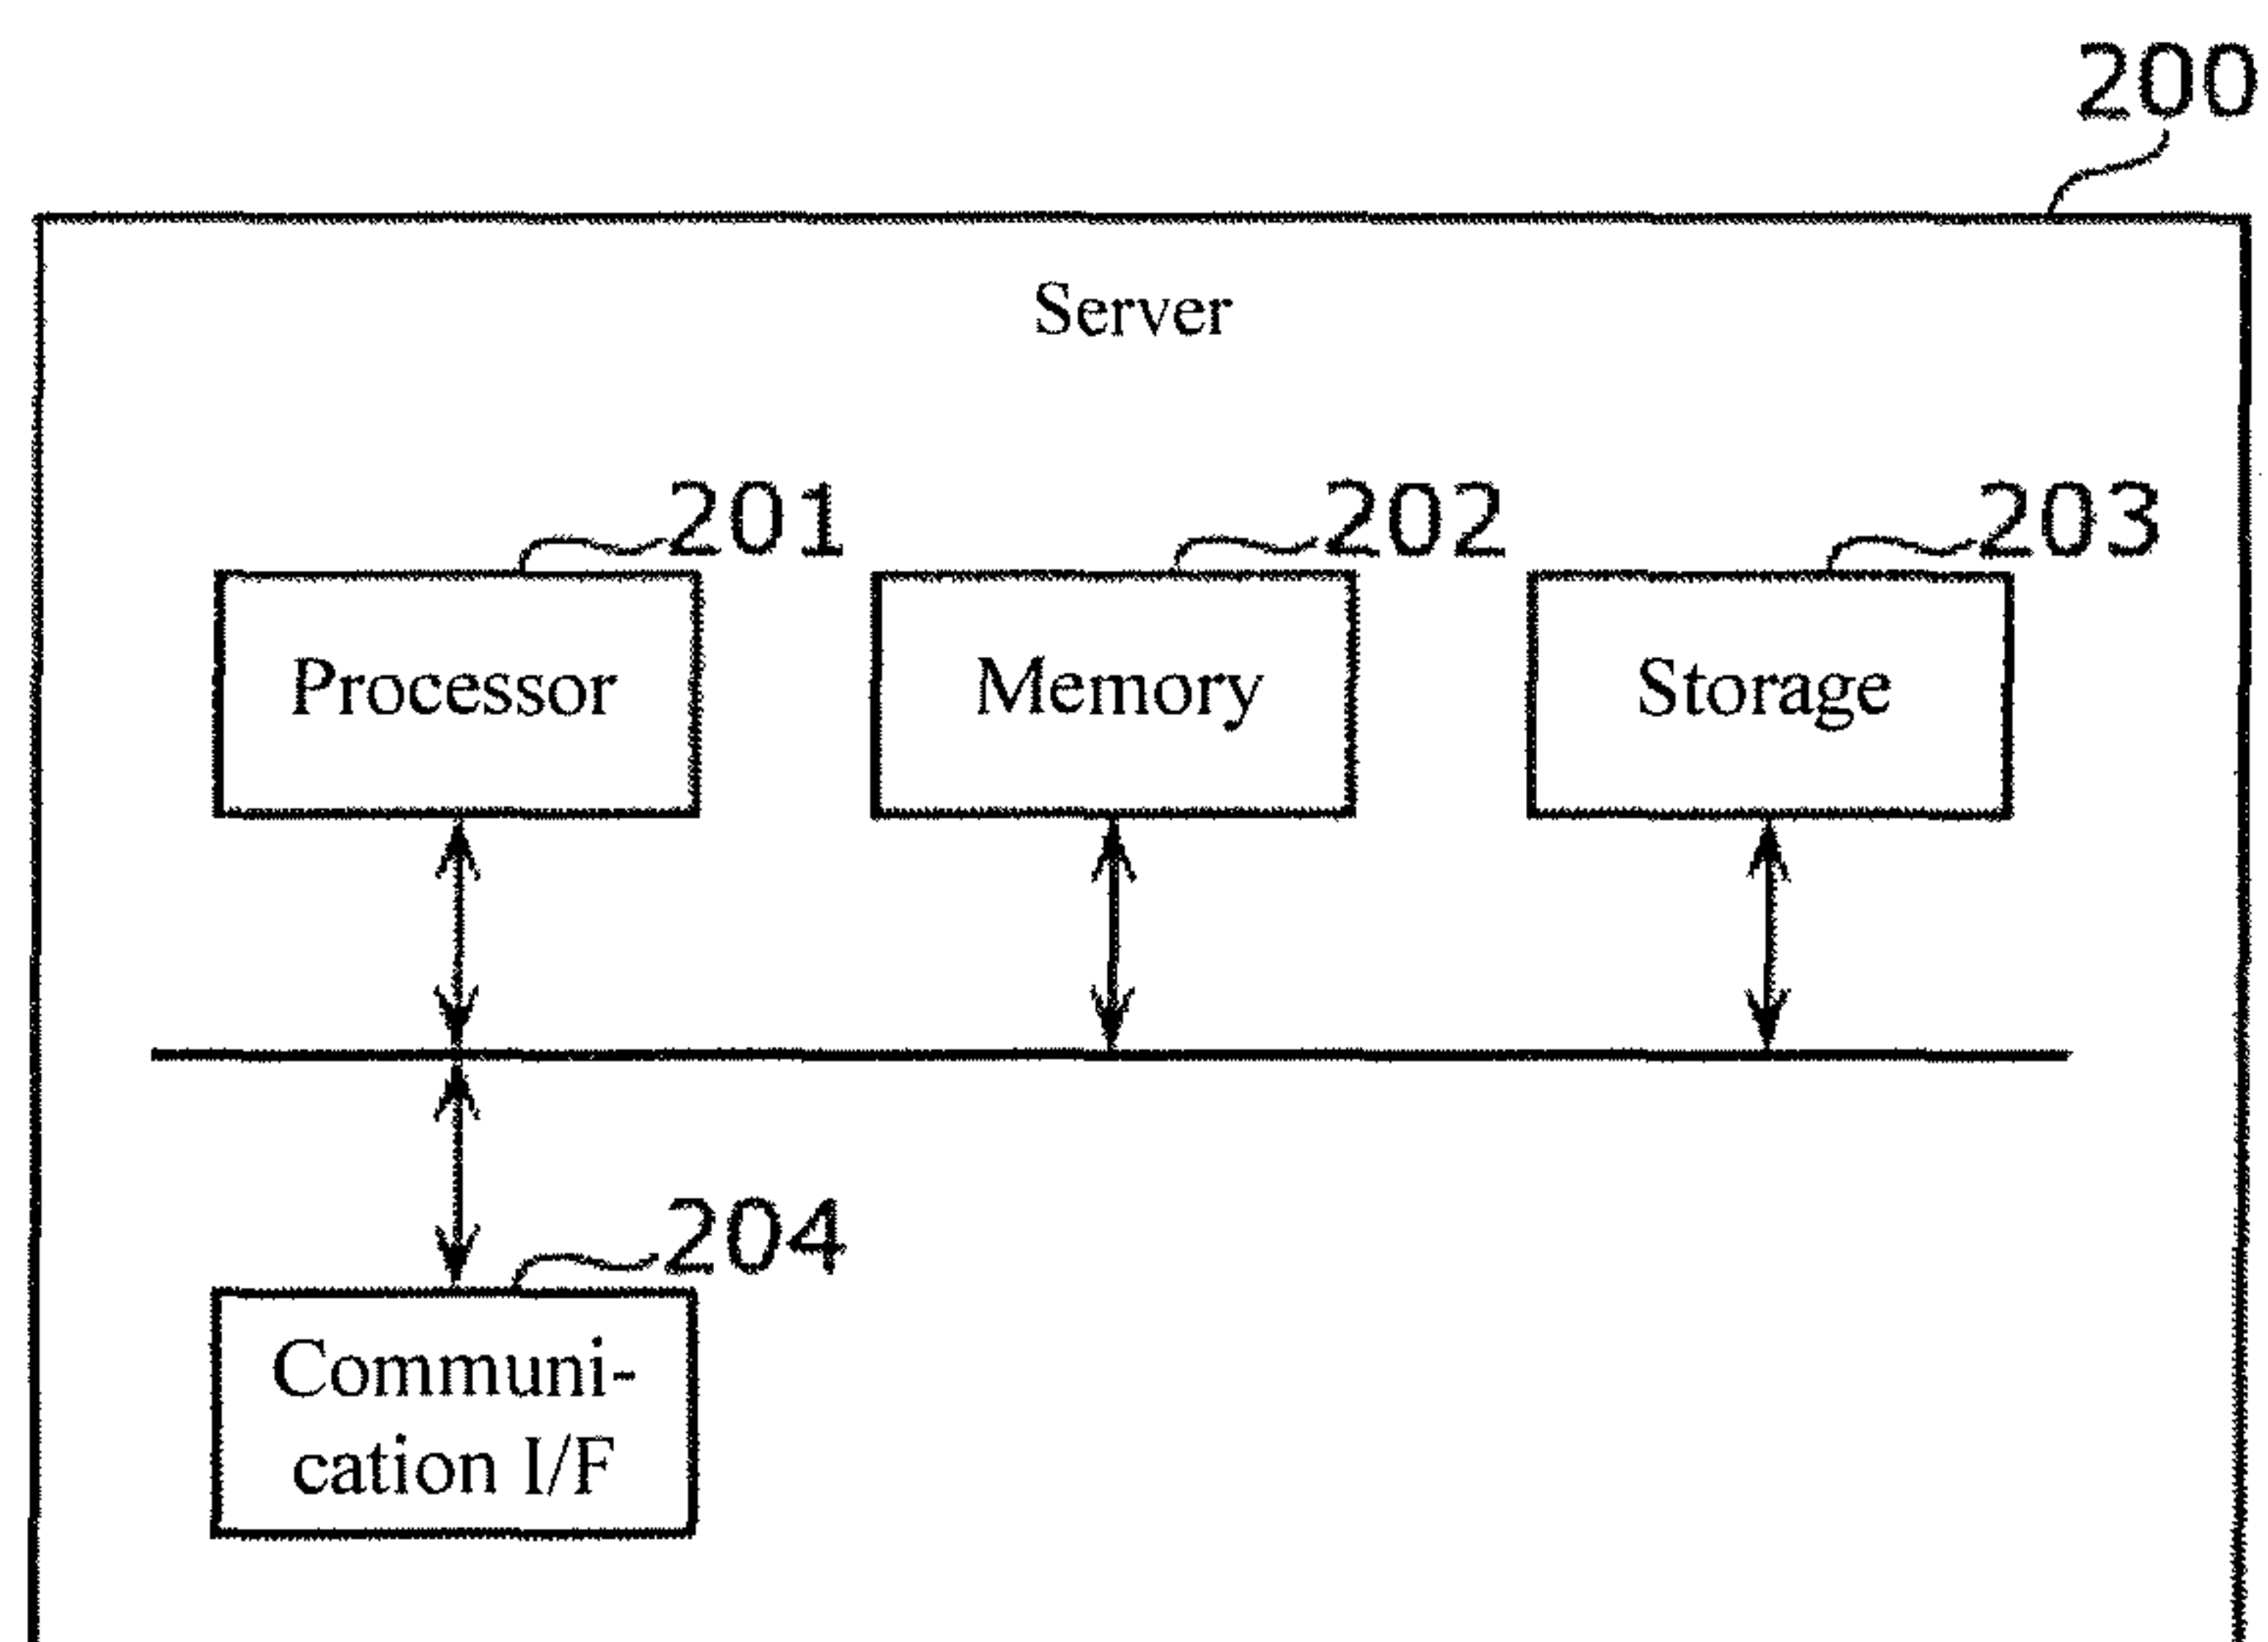 200
Server
201
202
203
Processor
Memory
Storage
204
Communi-
cation I/F